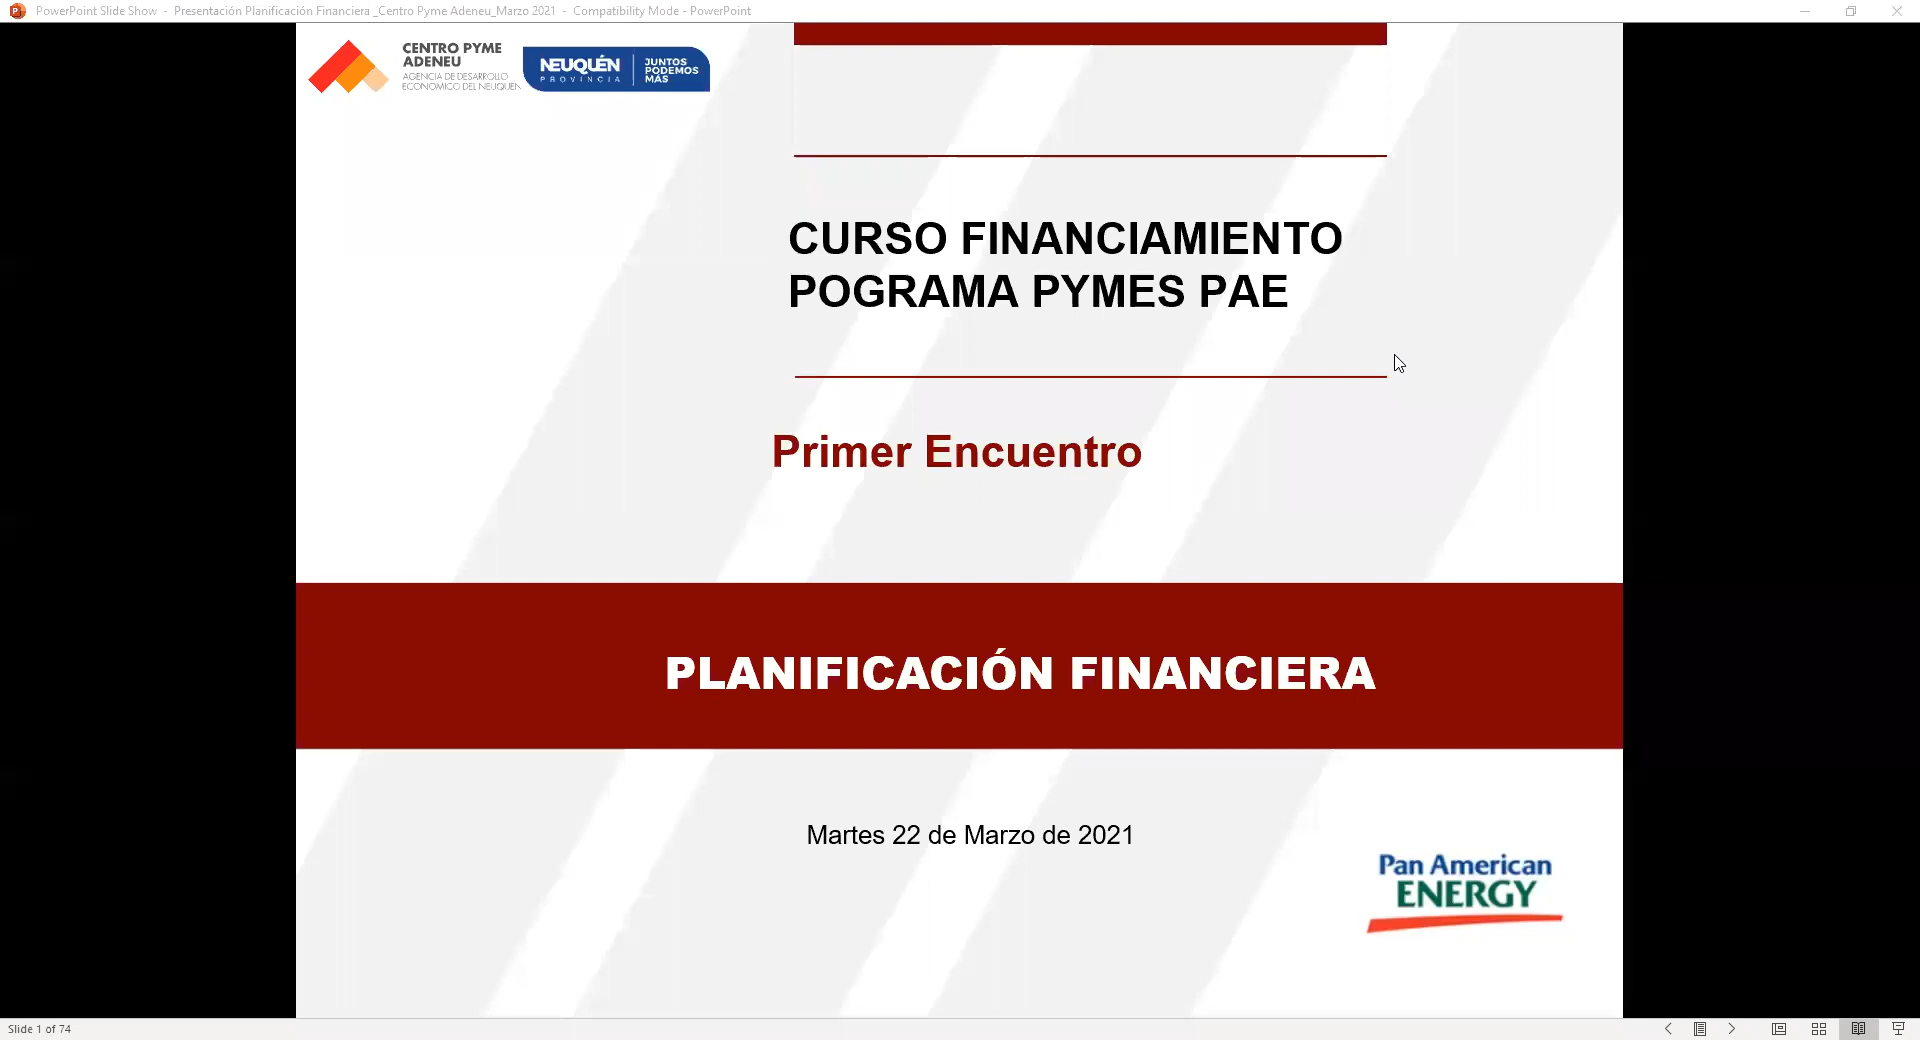 PowerPoint Slide Show - Presentación Planificación Financiera _Centro Pyme Adeneu_Marzo 2021 - Compatibility Mode - PowerPoint
CENTRO PYME
ADENEU
AGENCIA DE DESARROLLO
ECONOMICO DEL NEUQUEN
NEUQUÉN
PROVINCIA
JUNTOS
PODEMOS
MÁS
CURSO FINANCIAMIENTO
POGRAMA PYMES PAE
Primer Encuentro
PLANIFICACIÓN FINANCIERA
Martes 22 de Marzo de 2021
Pan American
ENERGY
Slide 1 of 74